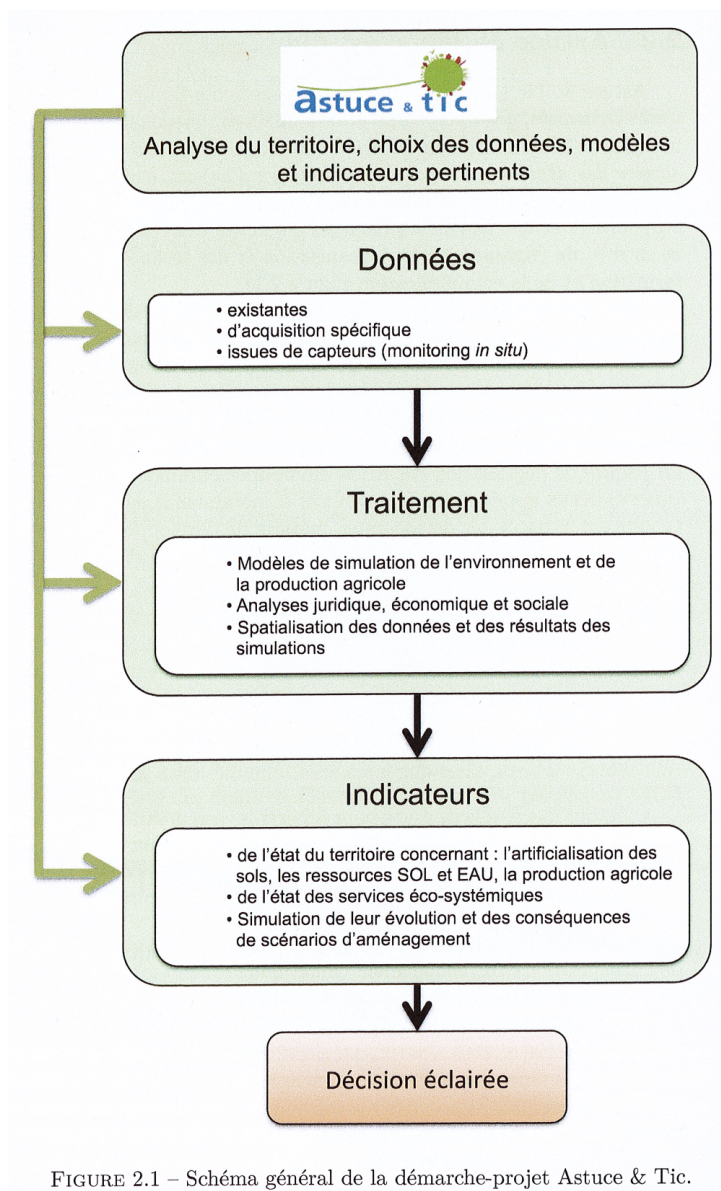 astuce & tic
Analyse du territoire, choix des données, modèles
et indicateurs pertinents
Données
• existantes
• d'acquisition spécifique
• issues de capteurs (monitoring in situ)
Traitement
• Modèles de simulation de l'environnement et de
la production agricole
• Analyses juridique, économique et sociale
• Spatialisation des données et des résultats des
simulations
Indicateurs
• de l'état du territoire concernant : l'artificialisation des
sols, les ressources SOL et EAU, la production agricole
• de l'état des services éco-systémiques
• Simulation de leur évolution et des conséquences
de scénarios d'aménagement
Décision éclairée
FIGURE 2.1 – Schéma général de la démarche-projet Astuce & Tic.